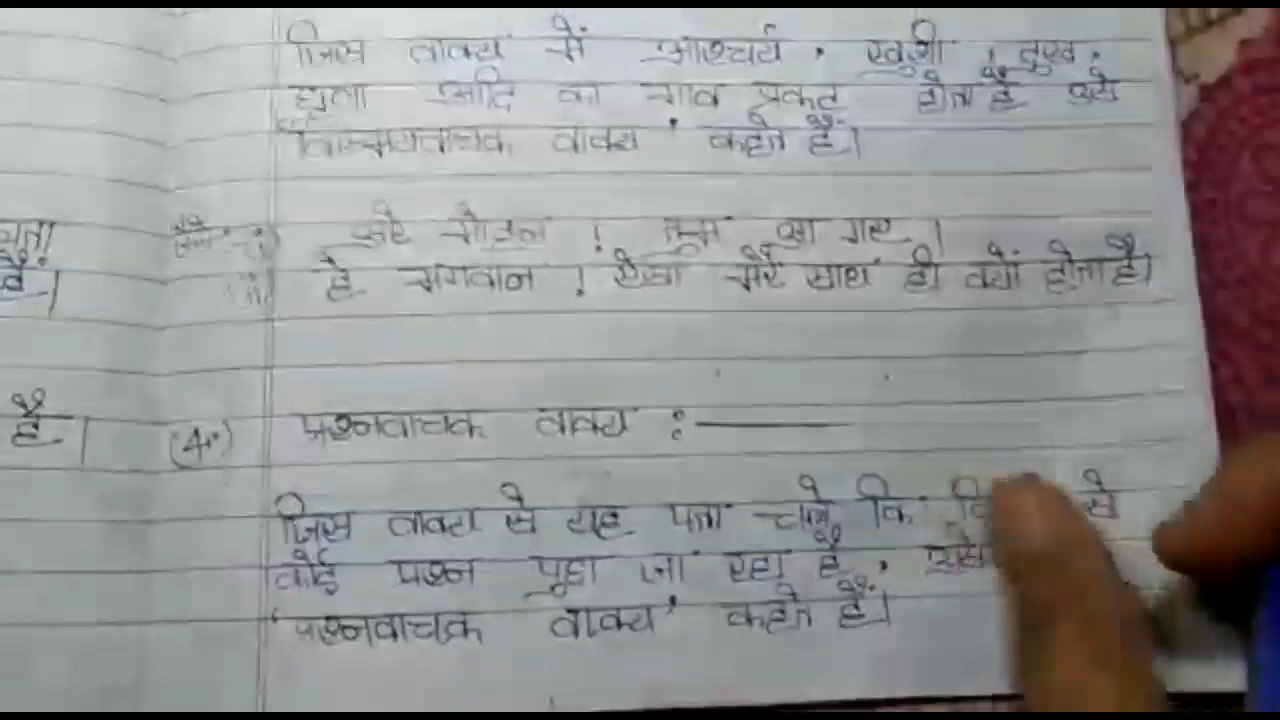 जिस वाक्य में आश्चर्य, खुशी, दुख,
घृणा आदि का भाव प्रकट होता है उसे
'विस्मयवाचक वाक्य' कहते हैं।
अरे मोहन ! तुम आ गए।
हे भगवान ! ऐसा मेरे साथ ही क्यों होता है।
है।
(4.) प्रश्नवाचक वाक्य :—
जिस वाक्य से यह पता चले कि से
कोई प्रश्न पूछा जा रहा है, उसे
'प्रश्नवाचक वाक्य' कहते हैं।